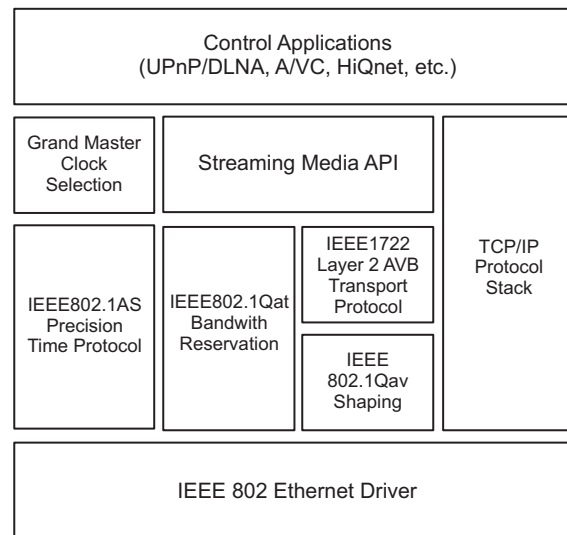 Control Applications
(UPnP/DLNA, A/VC, HiQnet, etc.)
Grand Master
Clock
Selection
Streaming Media API
TCP/IP
Protocol
Stack
IEEE802.1AS
Precision
Time Protocol
IEEE802.1Qat
Bandwith
Reservation
IEEE1722
Layer 2 AVB
Transport
Protocol
IEEE
802.1Qav
Shaping
IEEE 802 Ethernet Driver